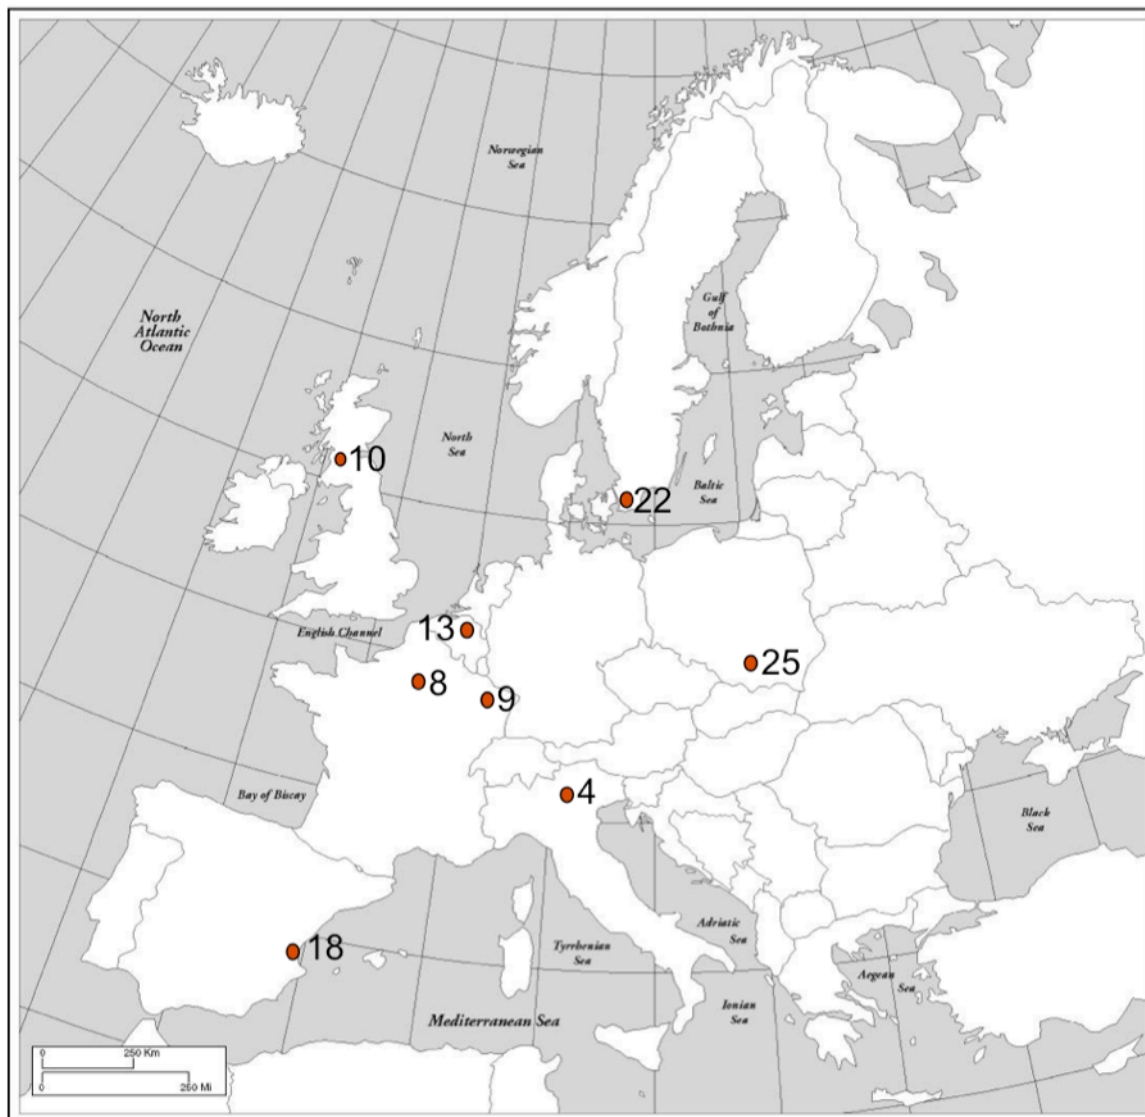 Norwegian
Sea
North
Atlantic
Ocean
Gulf
of
Bothnia
North
Sea
10
Baltic
Sea
22
English Channel
13
8
9
25
Bay of Biscay
4
Black
Sea
18
Adriatic
Sea
Tyrrhenian
Sea
Aegean
Sea
Ionian
Sea
Mediterranean Sea
0 250 Km
0 250 Mi